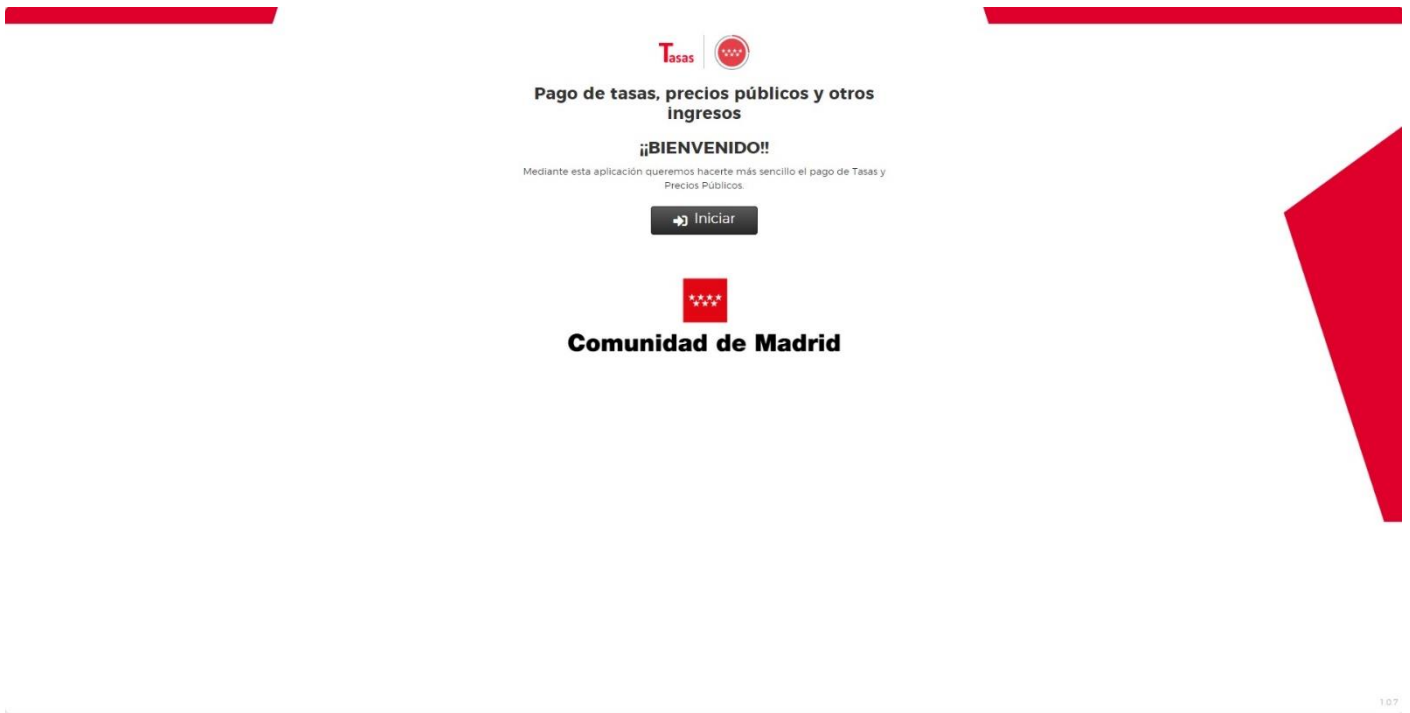 Tasas
Pago de tasas, precios públicos y otros
ingresos
¡¡BIENVENIDO!!
Mediante esta aplicación queremos hacerte más sencillo el pago de Tasas y
Precios Públicos.
Iniciar
Comunidad de Madrid
1.0.7